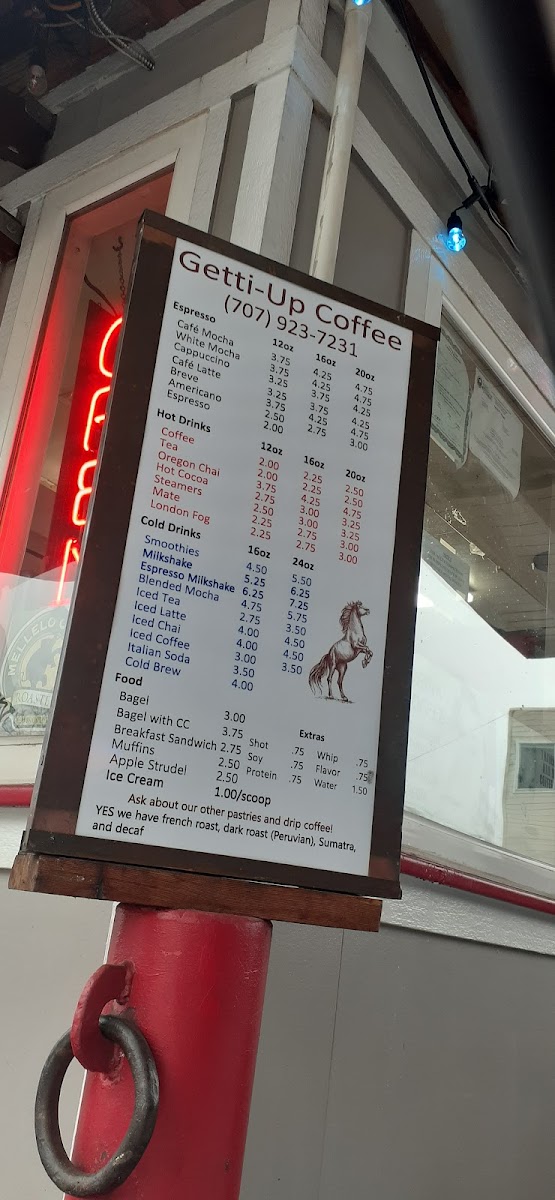 Getti-Up Coffee
(707) 923-7231
Espresso 12oz 16oz 20oz
Café Mocha 3.75 4.25 4.75
White Mocha 3.75 4.25 4.75
Cappuccino 3.25 3.75 4.25
Café Latte 3.25 3.75 4.25
Breve 3.75 4.25 4.75
Americano 2.50 2.75 3.00
Espresso 2.00
Hot Drinks 12oz 16oz 20oz
Coffee 2.00 2.25 2.50
Tea 2.00 2.25 2.50
Oregon Chai 3.75 4.25 4.75
Hot Cocoa 2.75 3.00 3.25
Steamers 2.50 3.00 3.25
Mate 2.25 2.75 3.00
London Fog 2.25 2.75 3.00
Cold Drinks 16oz 24oz
Smoothies 4.50 5.50
Milkshake 5.25 6.25
Espresso Milkshake 6.25 7.25
Blended Mocha 4.75 5.75
Iced Tea 2.75 3.50
Iced Latte 4.00 4.50
Iced Chai 4.00 4.50
Iced Coffee 3.00 3.50
Italian Soda 3.50
Cold Brew 4.00
Food
Bagel 3.00
Bagel with CC 3.75
Breakfast Sandwich 2.75
Muffins 2.50
Apple Strudel 2.50
Ice Cream 1.00/scoop
Extras
Shot .75 Whip .75
Soy .75 Flavor .75
Protein .75 Water 1.50
Ask about our other pastries and drip coffee!
YES we have french roast, dark roast (Peruvian), Sumatra,
and decaf
OPEN